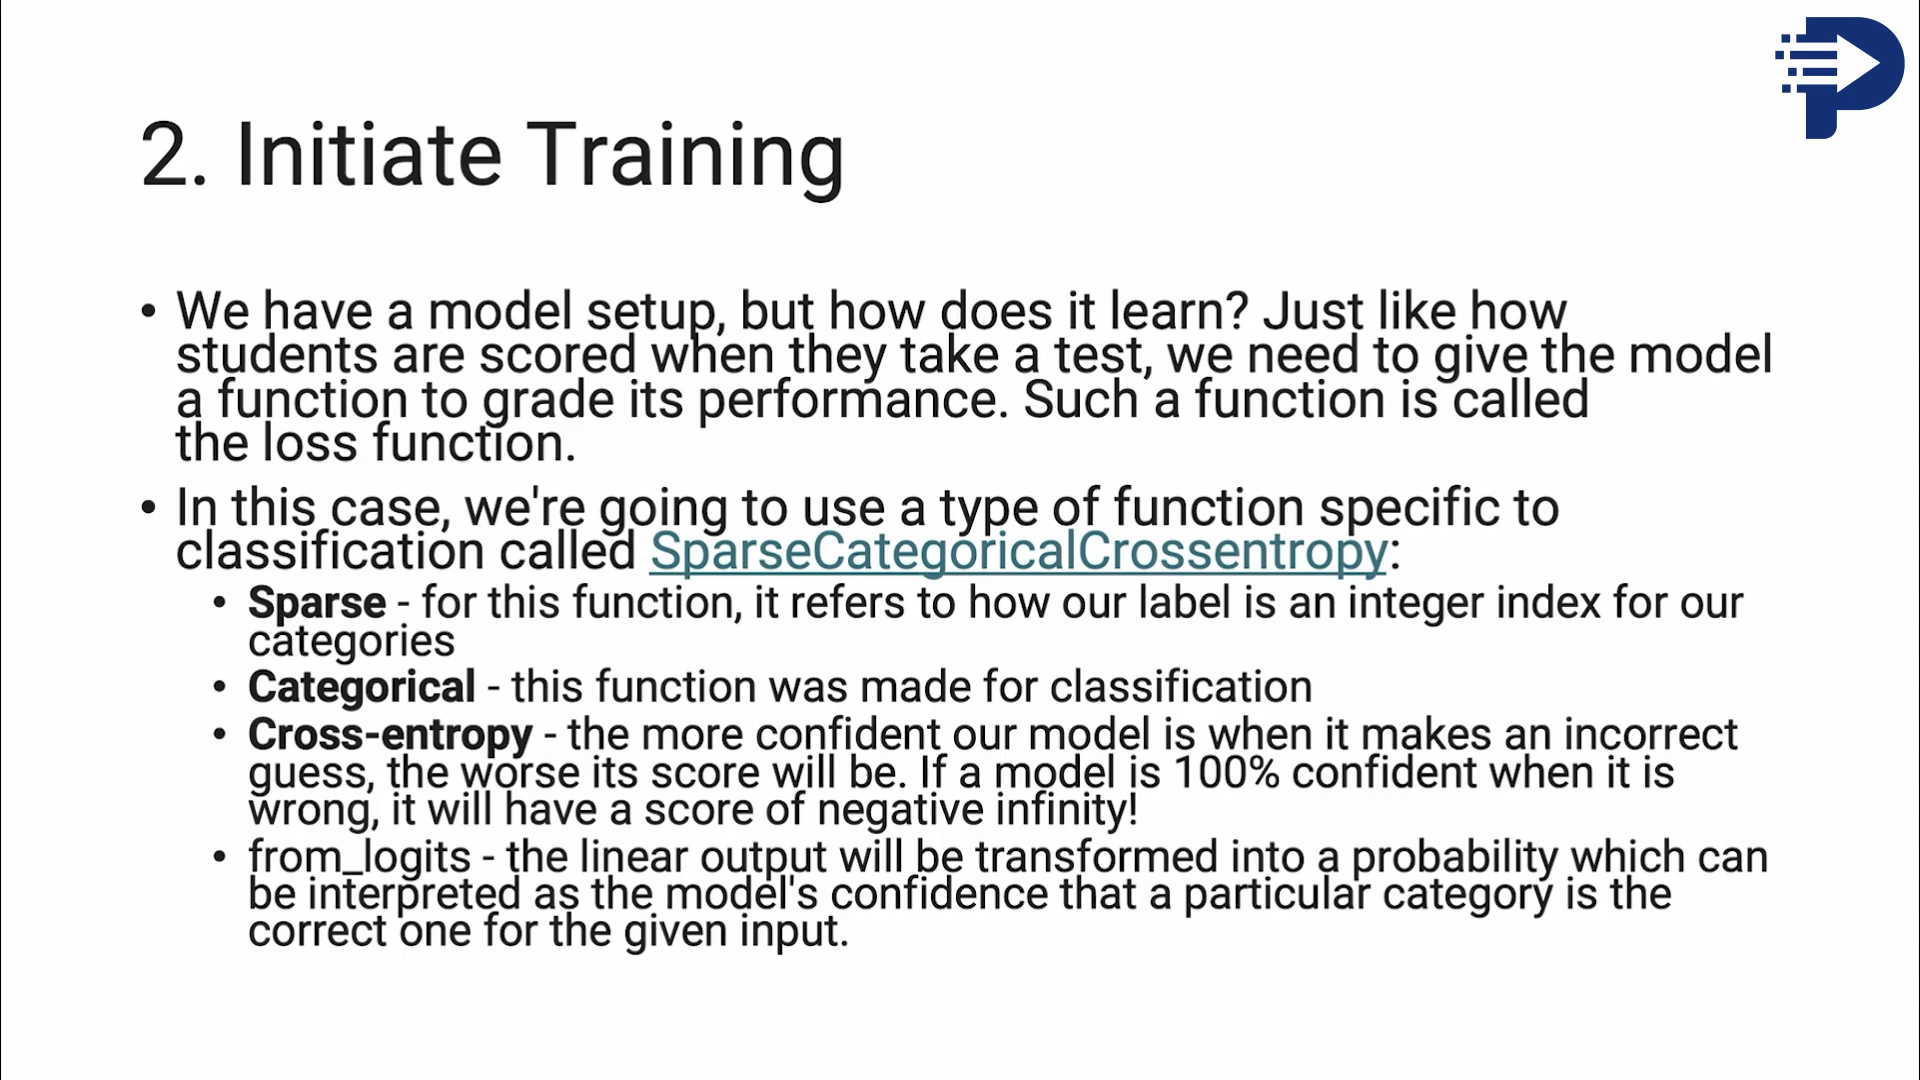 2. Initiate Training
• We have a model setup, but how does it learn? Just like how
students are scored when they take a test, we need to give the model
a function to grade its performance. Such a function is called
the loss function.
• In this case, we're going to use a type of function specific to
classification called SparseCategoricalCrossentropy:
• Sparse - for this function, it refers to how our label is an integer index for our
categories
• Categorical - this function was made for classification
• Cross-entropy - the more confident our model is when it makes an incorrect
guess, the worse its score will be. If a model is 100% confident when it is
wrong, it will have a score of negative infinity!
• from_logits - the linear output will be transformed into a probability which can
be interpreted as the model's confidence that a particular category is the
correct one for the given input.